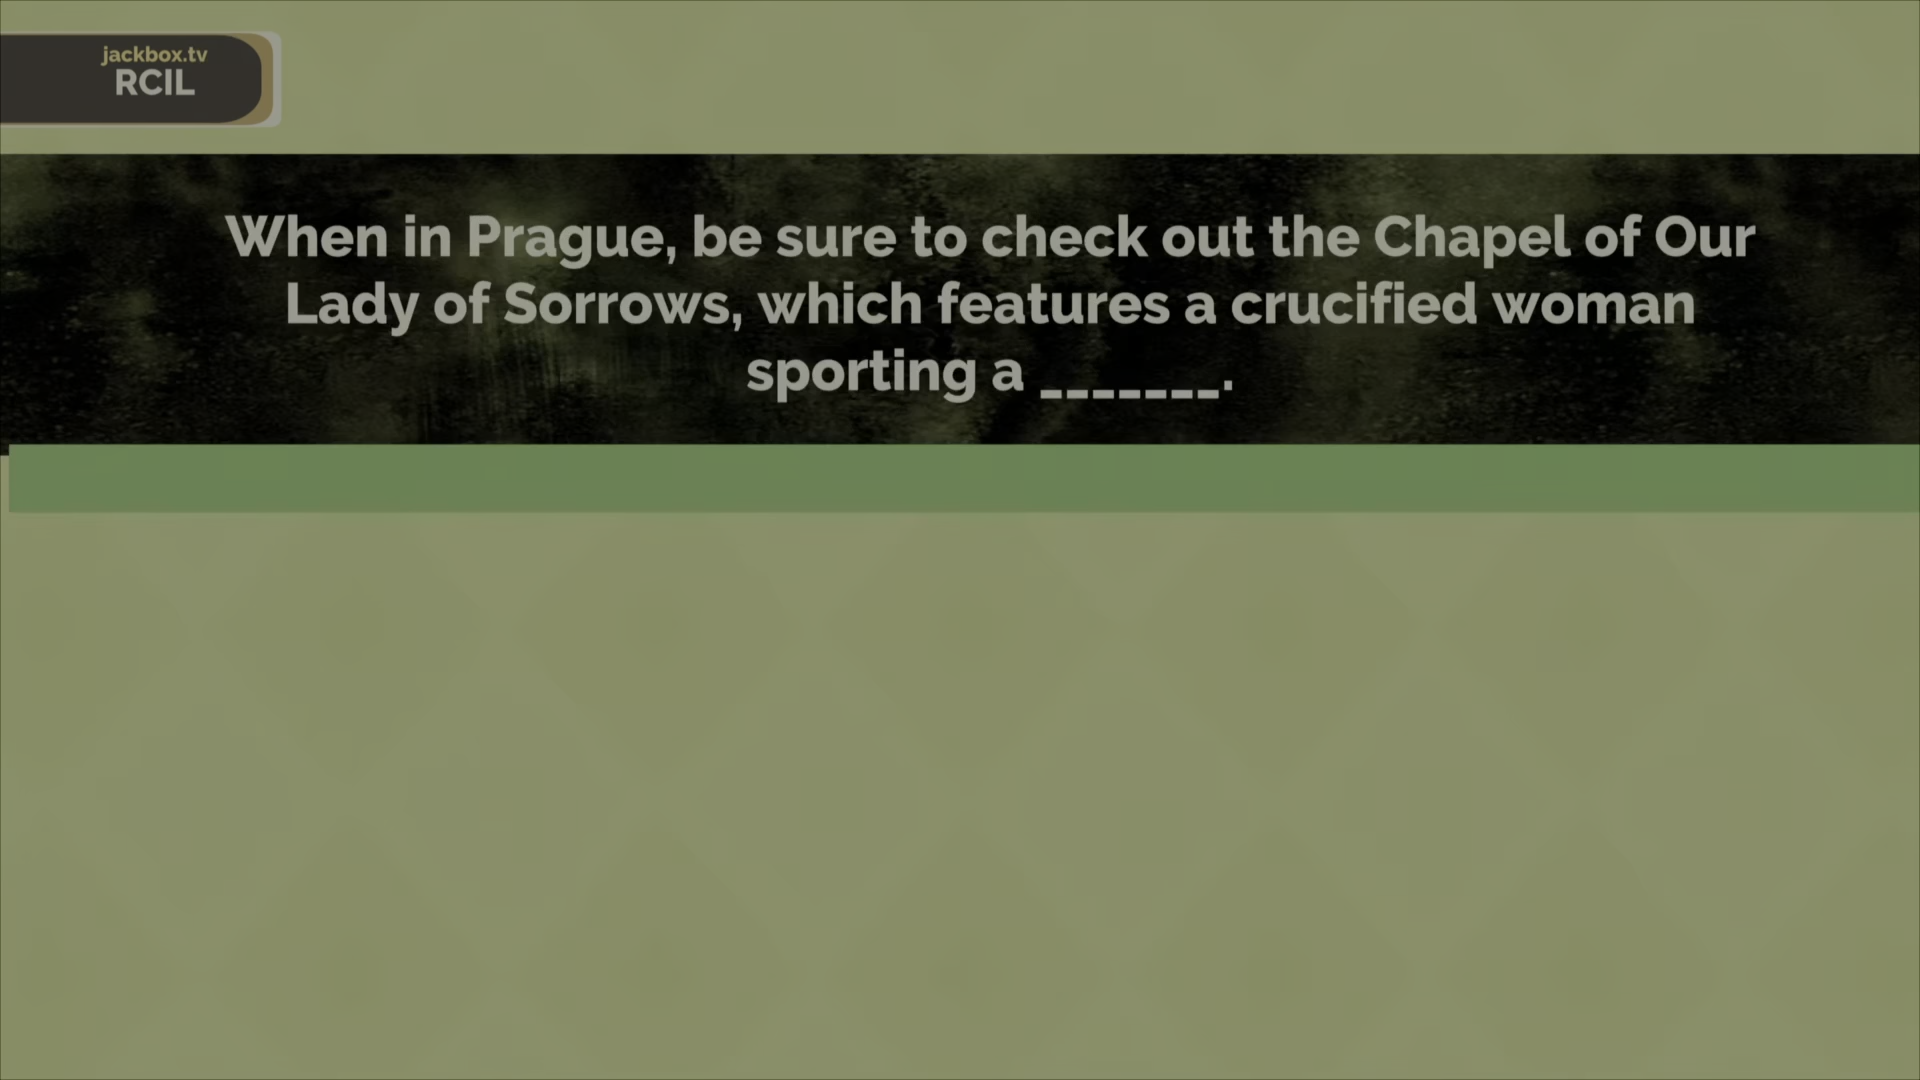 jackbox.tv
RCIL
When in Prague, be sure to check out the Chapel of Our
Lady of Sorrows, which features a crucified woman
sporting a _______.